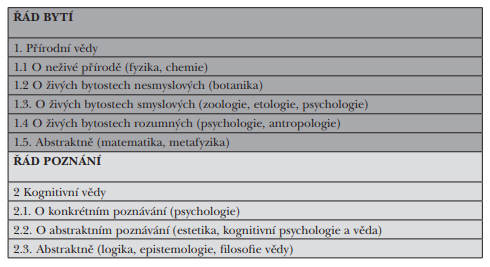 ŘÁD BYTÍ
1. Přírodní vědy
1.1 O neživé přírodě (fyzika, chemie)
1.2 O živých bytostech nesmyslových (botanika)
1.3. O živých bytostech smyslových (zoologie, etologie, psychologie)
1.4 O živých bytostech rozumných (psychologie, antropologie)
1.5. Abstraktně (matematika, metafyzika)
ŘÁD POZNÁNÍ
2 Kognitivní vědy
2.1. O konkrétním poznávání (psychologie)
2.2. O abstraktním poznávání (estetika, kognitivní psychologie a věda)
2.3. Abstraktně (logika, epistemologie, filosofie vědy)